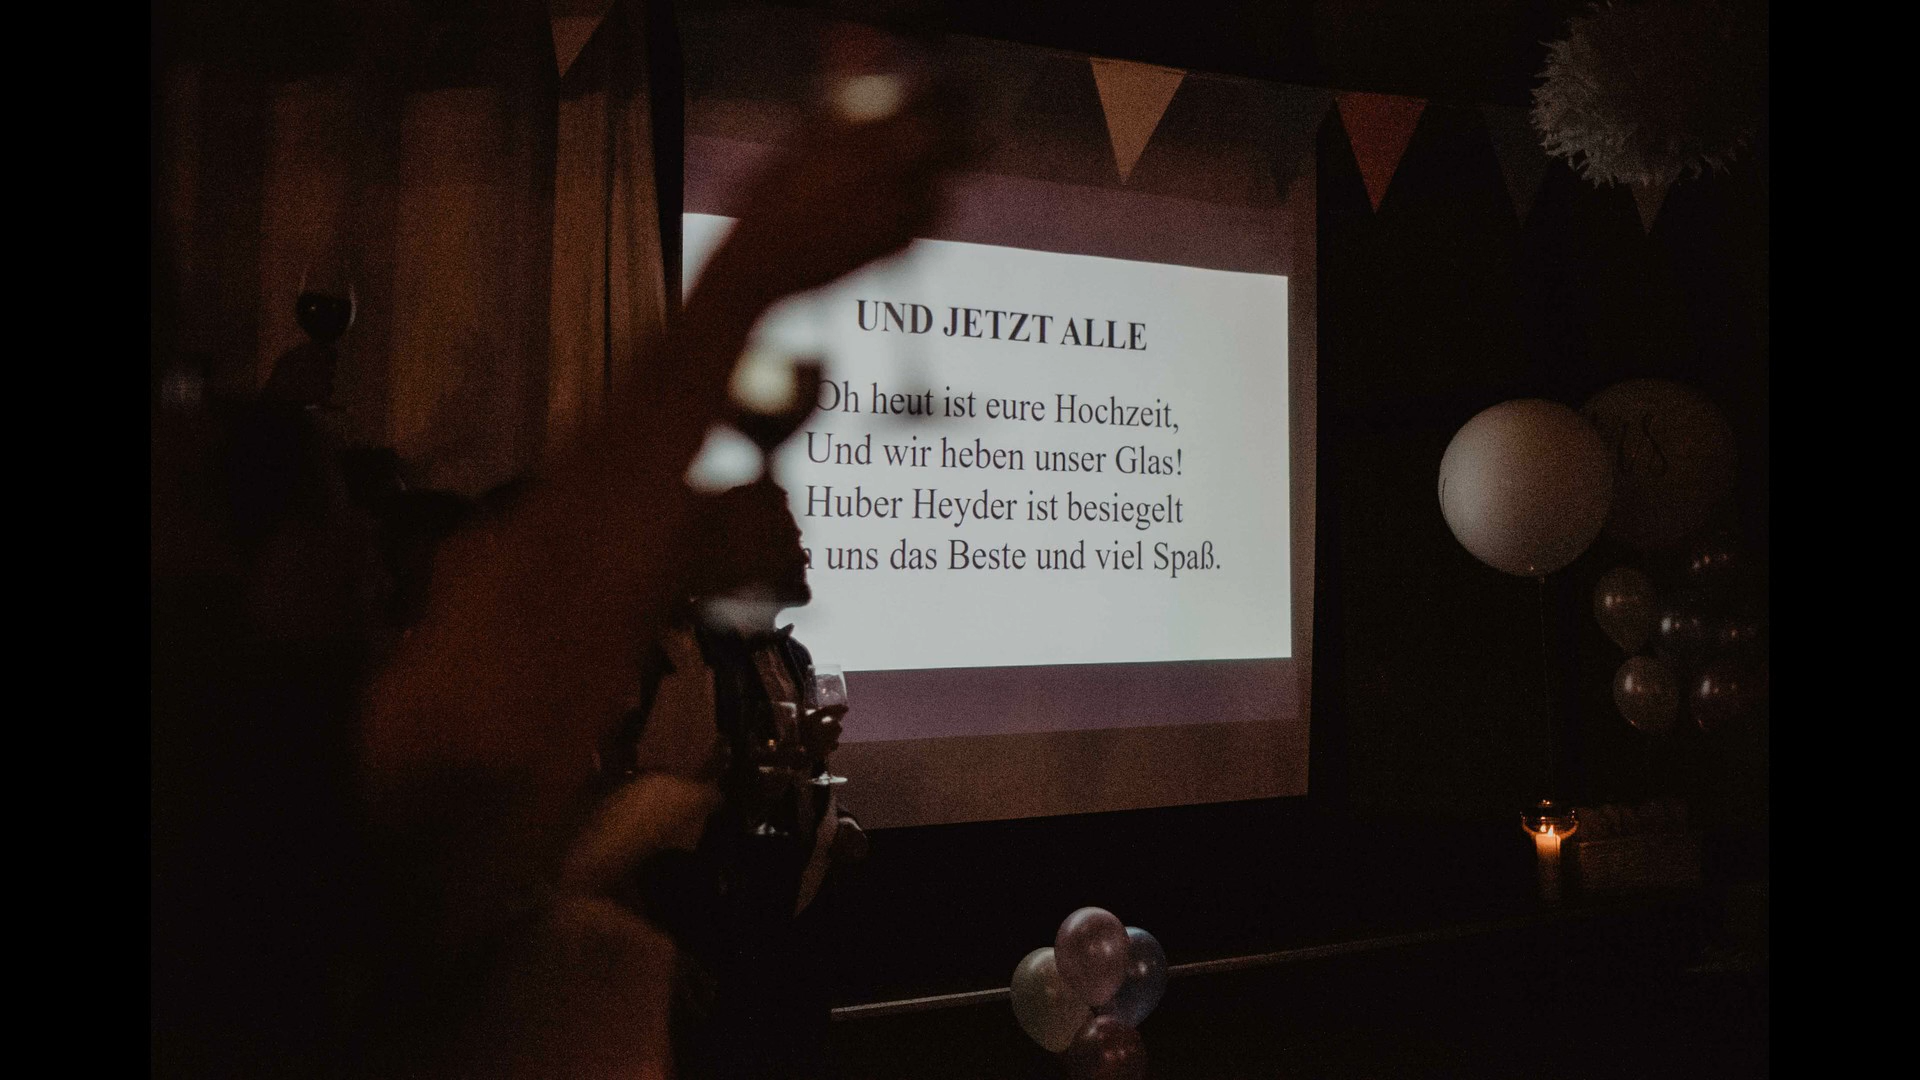 UND JETZT ALLE
Oh heut ist eure Hochzeit,
Und wir heben unser Glas!
Huber Heyder ist besiegelt
uns das Beste und viel Spaß.